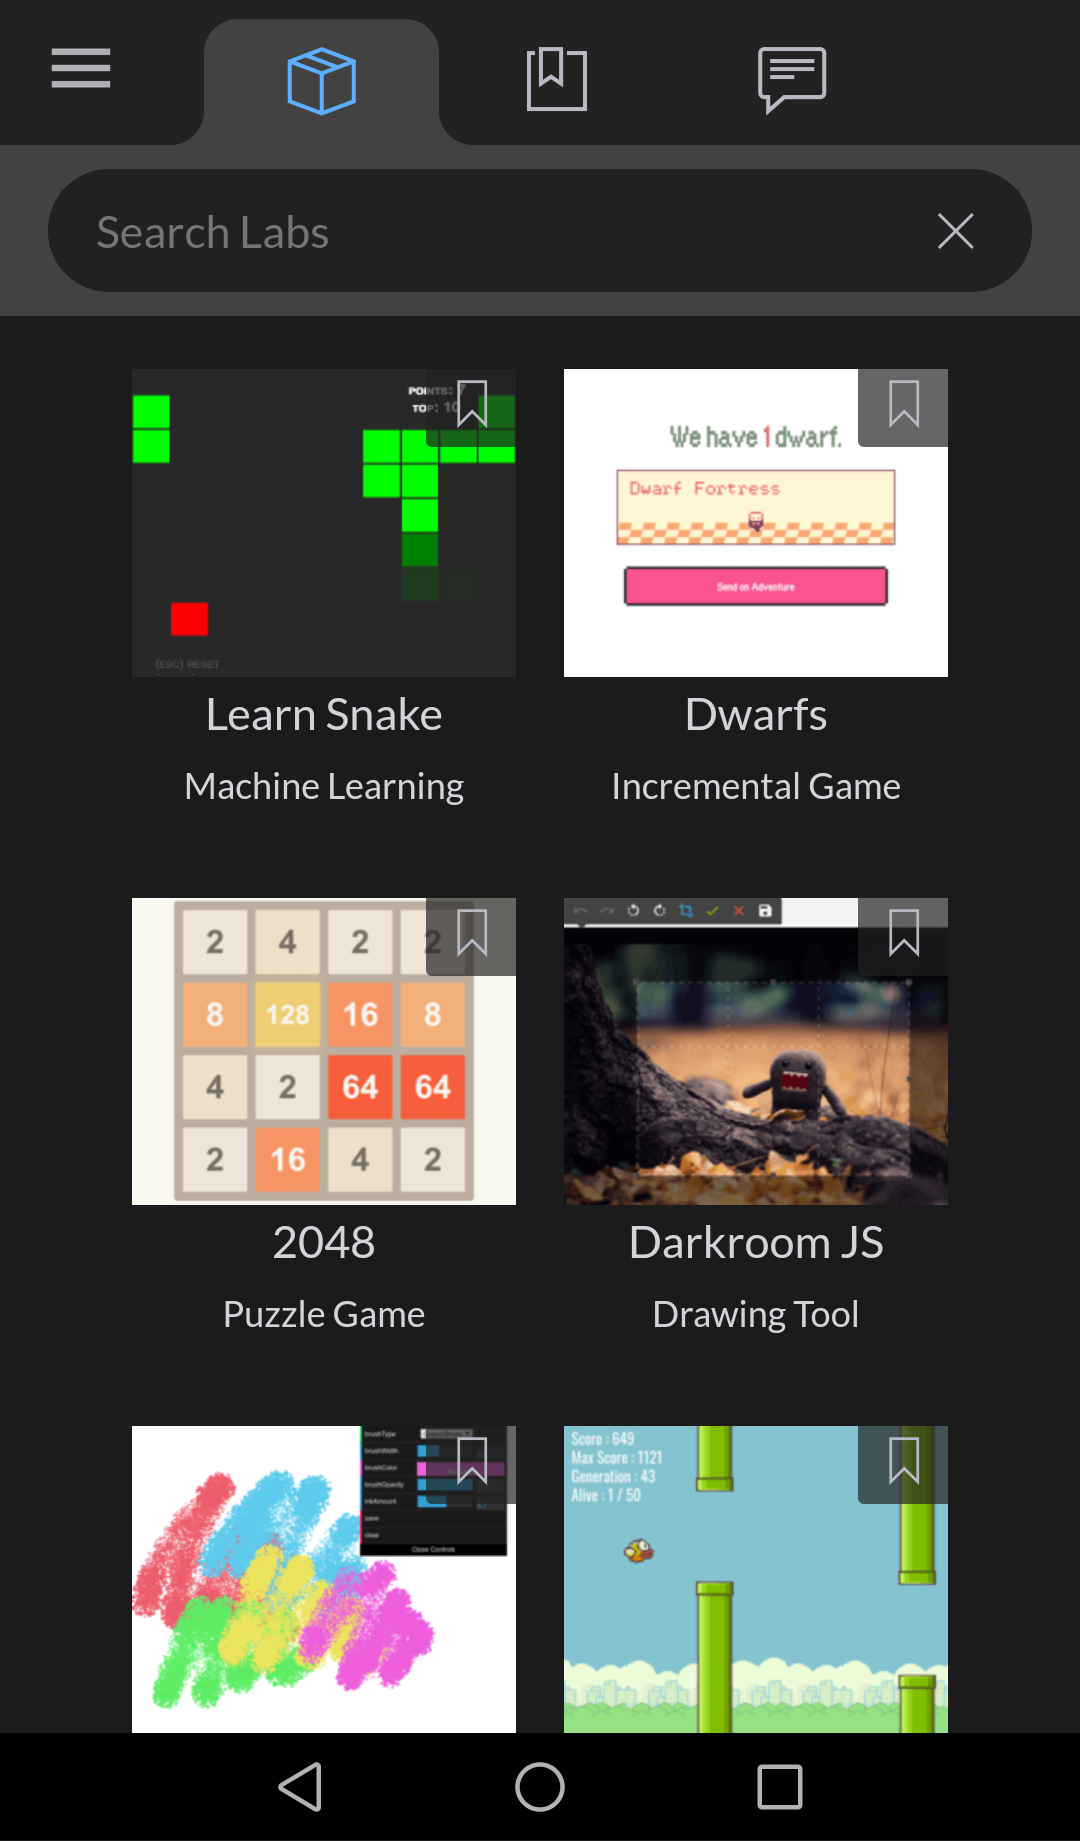 Search Labs
POINTS: 7
TOP: 10
(ESC) RESET
Learn Snake
Machine Learning
We have 1 dwarf.
Dwarf Fortress
Send on Adventure
Dwarfs
Incremental Game
2 4 2 2
8 128 16 8
4 2 64 64
2 16 4 2
2048
Puzzle Game
Darkroom JS
Drawing Tool
brushType
brushWidth
brushColor
brushOpacity
inkAmount
save
clear
Close Controls
Score : 649
Max Score : 1121
Generation : 43
Alive : 1 / 50